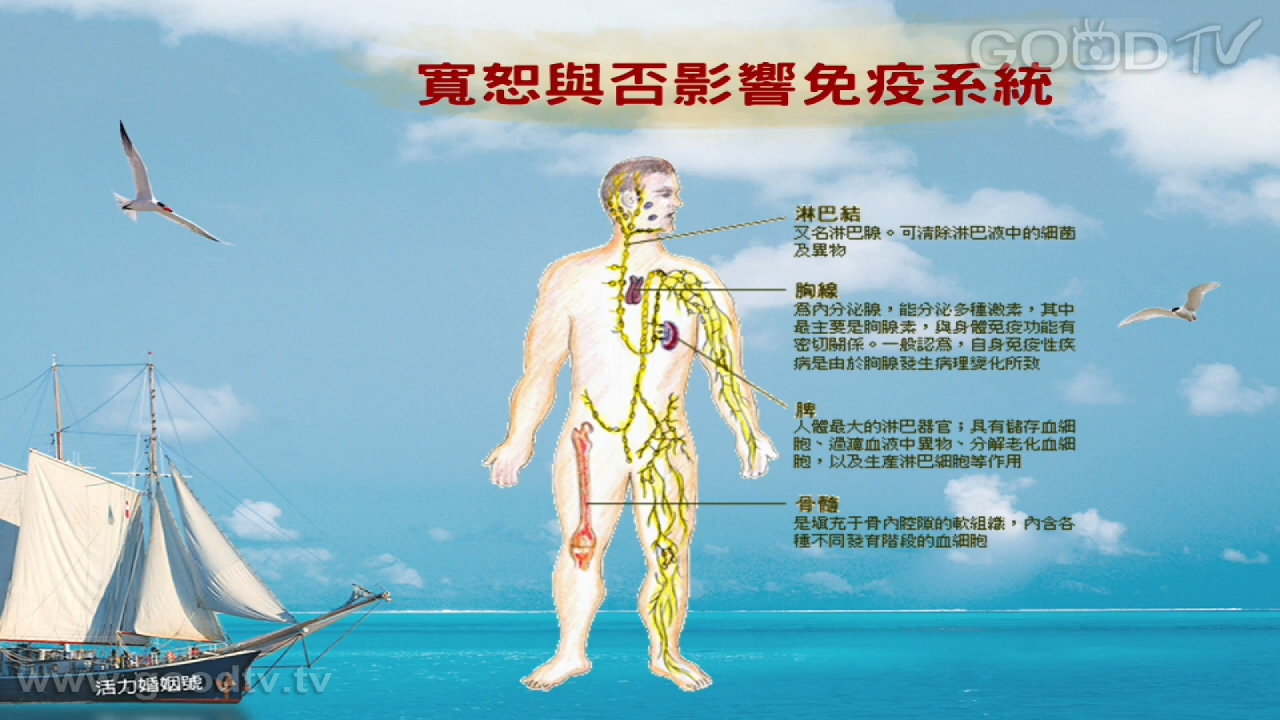 GOOD TV
寬恕與否影響免疫系統
淋巴結
又名淋巴腺。可清除淋巴液中的細菌
及異物
胸線
為內分泌腺，能分泌多種激素，其中
最主要是胸腺素，與身體免疫功能有
密切關係。一般認為，自身免疫性疾
病是由於胸腺發生病理變化所致
脾
人體最大的淋巴器官；具有儲存血細
胞、過濾血液中異物、分解老化血細
胞，以及生產淋巴細胞等作用
骨髓
是填充于骨內腔隙的軟組織，內含各
種不同發育階段的血細胞
www.goodtv.tv
活力婚姻號